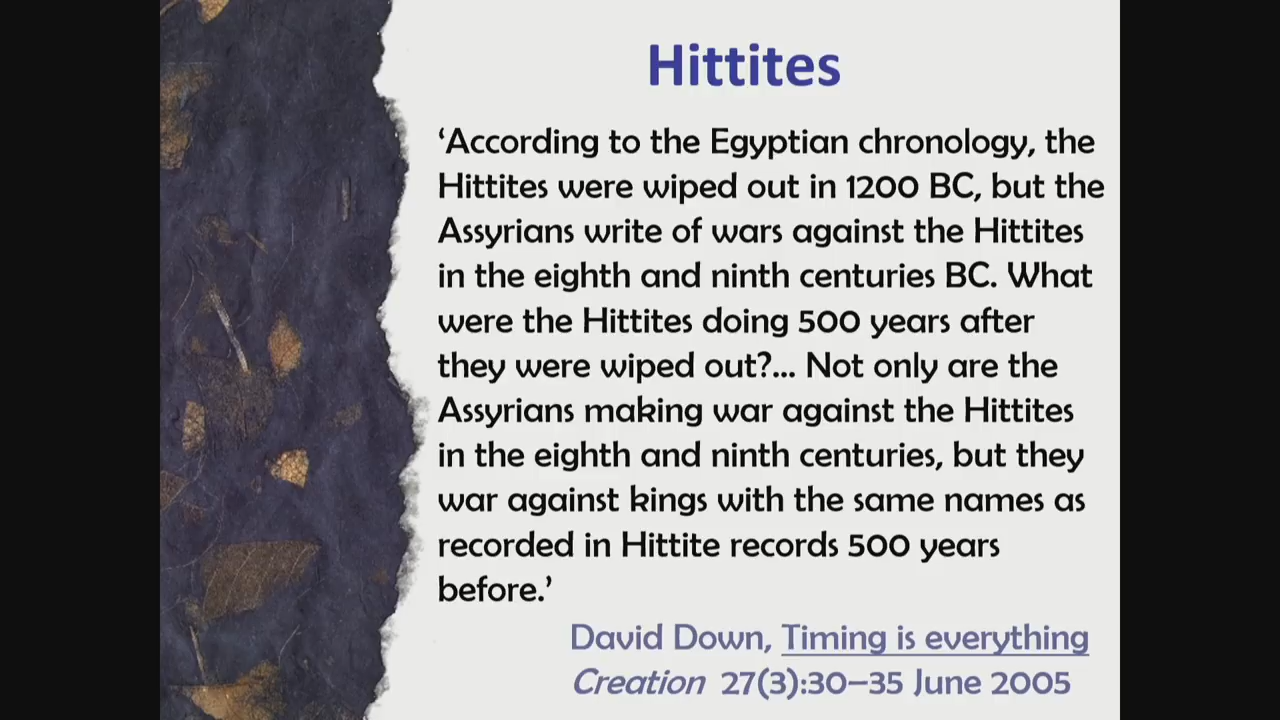 Hittites
‘According to the Egyptian chronology, the
Hittites were wiped out in 1200 BC, but the
Assyrians write of wars against the Hittites
in the eighth and ninth centuries BC. What
were the Hittites doing 500 years after
they were wiped out?... Not only are the
Assyrians making war against the Hittites
in the eighth and ninth centuries, but they
war against kings with the same names as
recorded in Hittite records 500 years
before.’
David Down, Timing is everything
Creation 27(3):30–35 June 2005